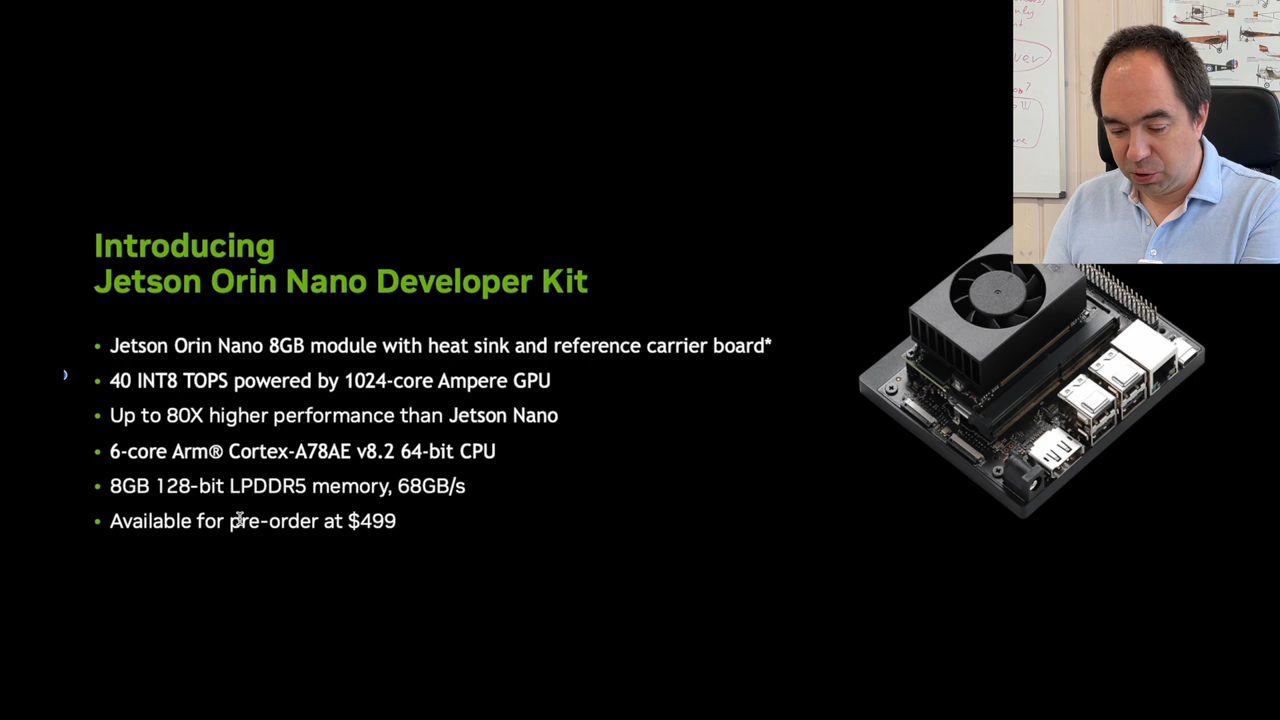 Introducing
Jetson Orin Nano Developer Kit
• Jetson Orin Nano 8GB module with heat sink and reference carrier board*
• 40 INT8 TOPS powered by 1024-core Ampere GPU
• Up to 80X higher performance than Jetson Nano
• 6-core Arm® Cortex-A78AE v8.2 64-bit CPU
• 8GB 128-bit LPDDR5 memory, 68GB/s
• Available for pre-order at $499